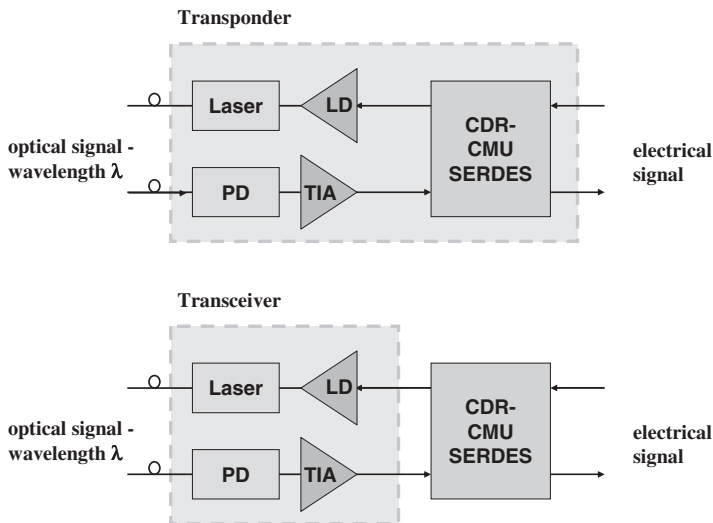 Transponder
Laser
LD
optical signal -
wavelength λ
PD
TIA
CDR-
CMU
SERDES
electrical
signal
Transceiver
Laser
LD
optical signal -
wavelength λ
PD
TIA
CDR-
CMU
SERDES
electrical
signal